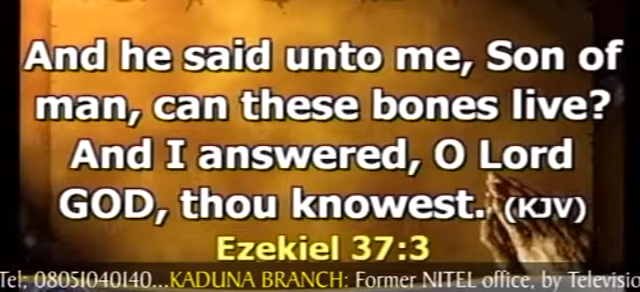 And he said unto me, Son of
man, can these bones live?
And I answered, O Lord
GOD, thou knowest. (KJV)
Ezekiel 37:3
Tel; 08051040140...KADUNA BRANCH: Former NITEL office, by Televisio